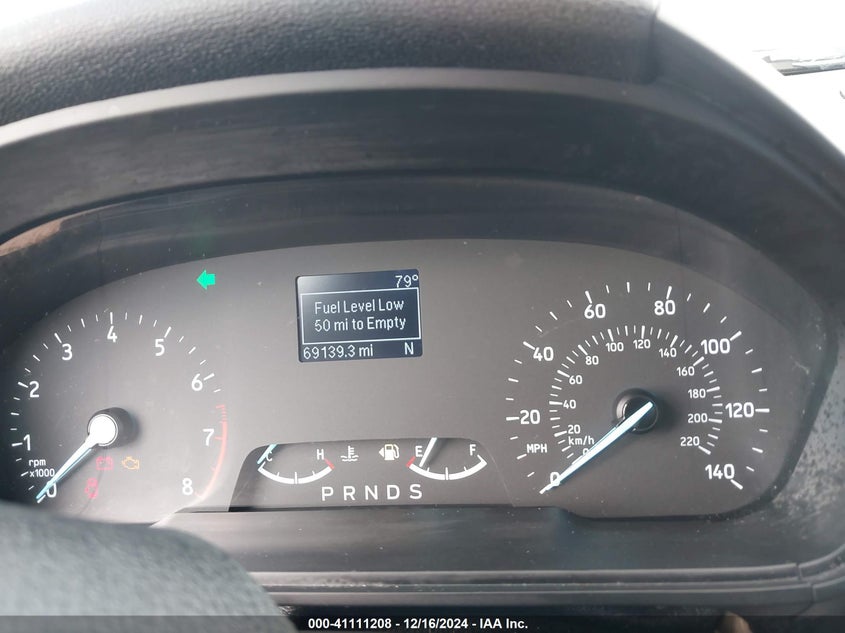 79°
Fuel Level Low
50 mi to Empty
69139.3 mi N
0 1 2 3 4 5 6 7 8
rpm
x1000
C H E F
P R N D S
0 20 40 60 80 100 120 140
MPH
0 20 40 60 80 100 120 140 160 180 200 220
km/h
000-41111208 - 12/16/2024 - IAA Inc.